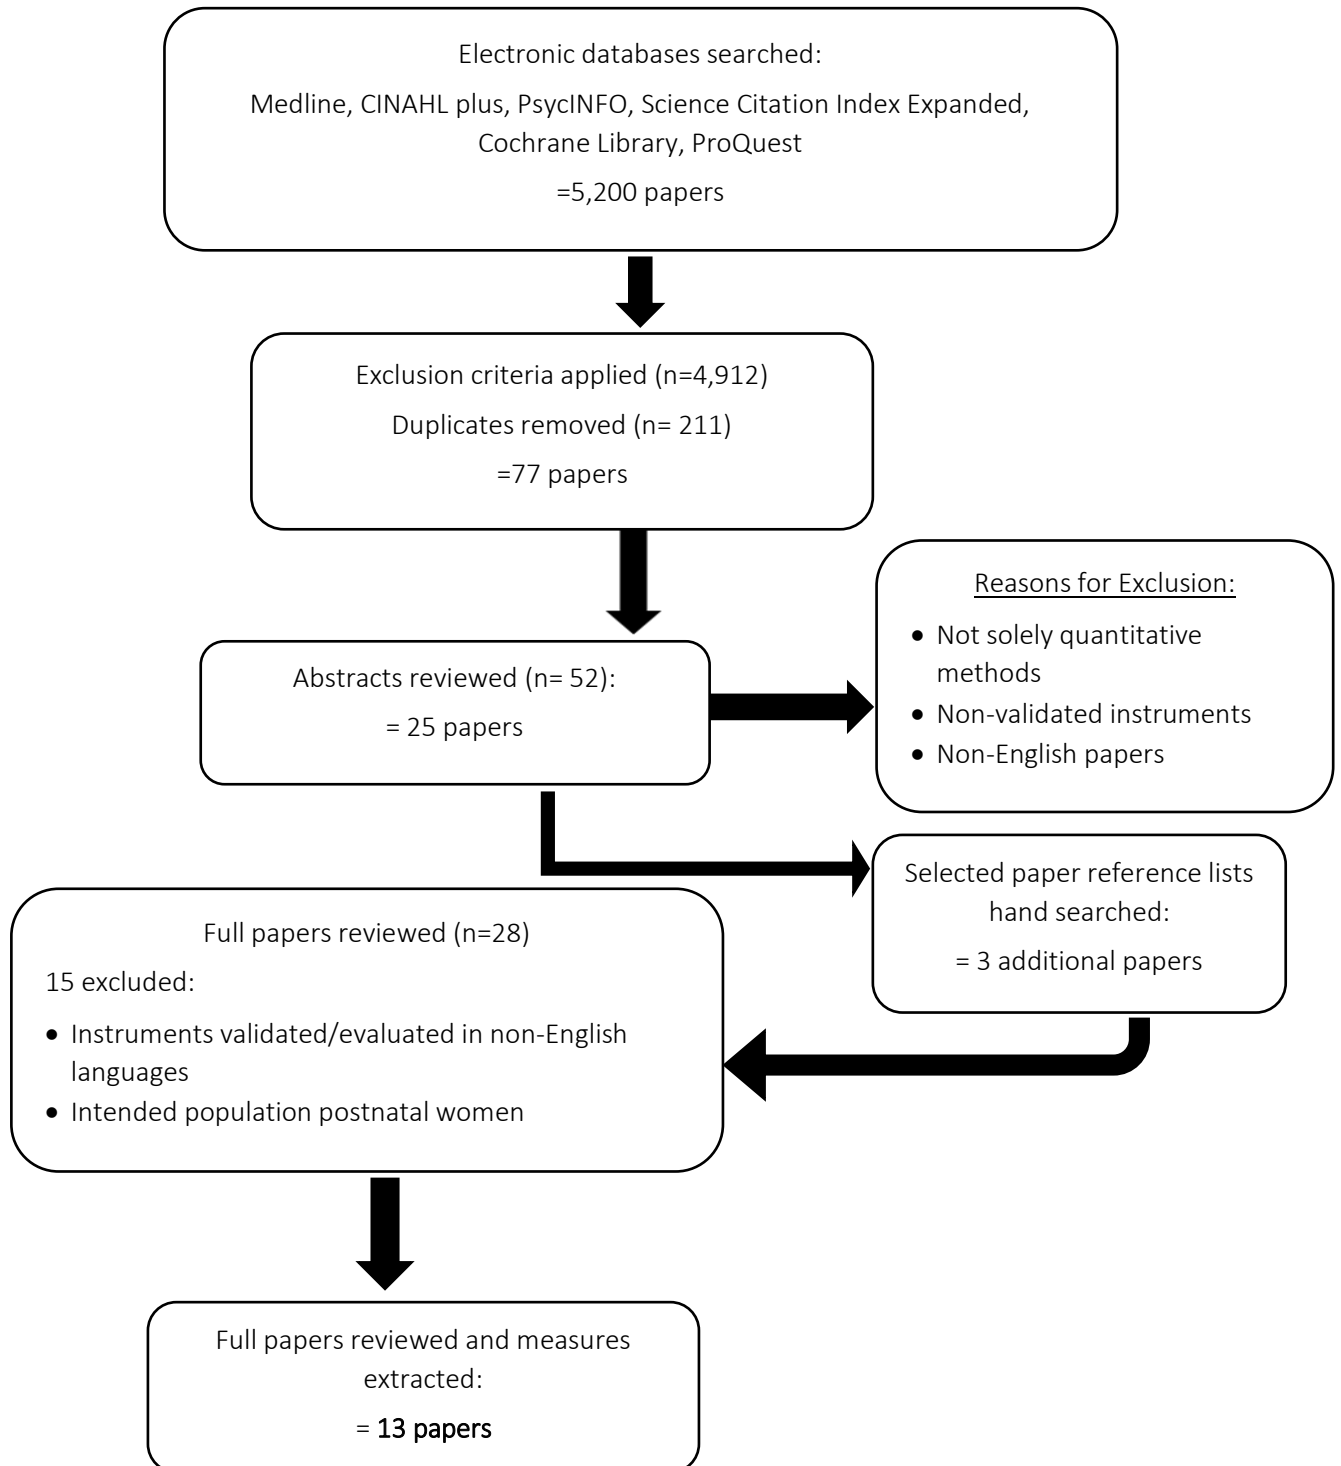 Electronic databases searched:
Medline, CINAHL plus, PsycINFO, Science Citation Index Expanded,
Cochrane Library, ProQuest
=5,200 papers
Exclusion criteria applied (n=4,912)
Duplicates removed (n= 211)
=77 papers
Abstracts reviewed (n= 52):
= 25 papers
Reasons for Exclusion:
• Not solely quantitative
methods
• Non-validated instruments
• Non-English papers
Selected paper reference lists
hand searched:
= 3 additional papers
Full papers reviewed (n=28)
15 excluded:
• Instruments validated/evaluated in non-English
languages
• Intended population postnatal women
Full papers reviewed and measures
extracted:
= 13 papers